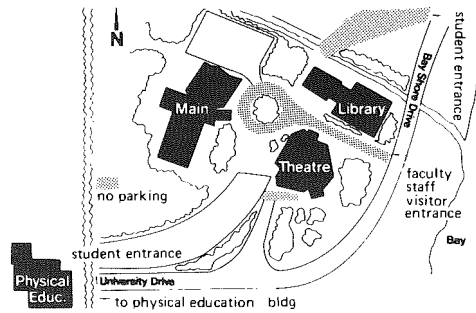 N
student entrance
Bay Shore Drive
Main
Library
Theatre
no parking
faculty
staff
visitor
entrance
Bay
student entrance
Physical
Educ.
University Drive
to physical education bldg